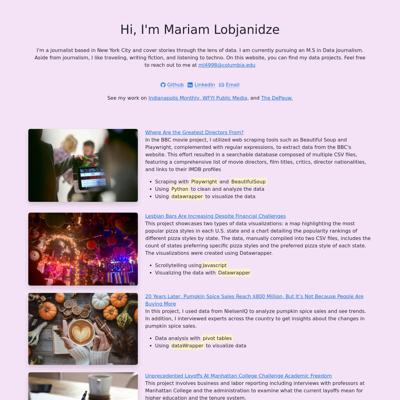 Hi, I'm Mariam Lobjanidze
I'm a journalist based in New York City and cover stories through the lens of data. I am currently pursuing an M.S in Data Journalism.
Aside from journalism, I like traveling, writing fiction, and listening to techno. On this website, you can find my data projects. Feel free
to reach out to me at ml4998@columbia.edu
Github LinkedIn Email
See my work on Indianapolis Monthly, WFYI Public Media, and The DePauw.
Where Are the Greatest Directors From?
In the BBC movie project, I utilized web scraping tools such as Beautiful Soup and
Playwright, complemented with regular expressions, to extract data from the BBC's
website. This effort resulted in a searchable database composed of multiple CSV files,
featuring a comprehensive list of movie directors, film titles, critics, director nationalities,
and links to their IMDB profiles
• Scraping with Playwright and BeautifulSoup
• Using Python to clean and analyze the data
• Using datawrapper to visualize the data
Lesbian Bars Are Increasing Despite Financial Challenges
This project showcases two types of data visualizations: a map highlighting the most
popular pizza styles in each U.S. state and a chart detailing the popularity rankings of
different pizza styles by state. The data, manually compiled into two CSV files, includes the
count of states preferring specific pizza styles and the preferred pizza style of each state.
The visualizations were created using Datawrapper.
• Scrollytelling using Javascript
• Visualizing the data with Datawrapper
20 Years Later, Pumpkin Spice Sales Reach $800 Million, But It's Not Because People Are
Buying More
In this project, I used data from NielsenIQ to analyze pumpkin spice sales and see trends.
In addition, I interviewed experts across the country to get insights about the changes in
pumpkin spice sales.
• Data analysis with pivot tables
• Using dataWrapper to visualize data
Unprecedented Layoffs At Manhattan College Challenge Academic Freedom
This project involves business and labor reporting including interviews with professors at
Manhattan College and the administration to examine what the current layoffs mean for
higher education and the tenure system.